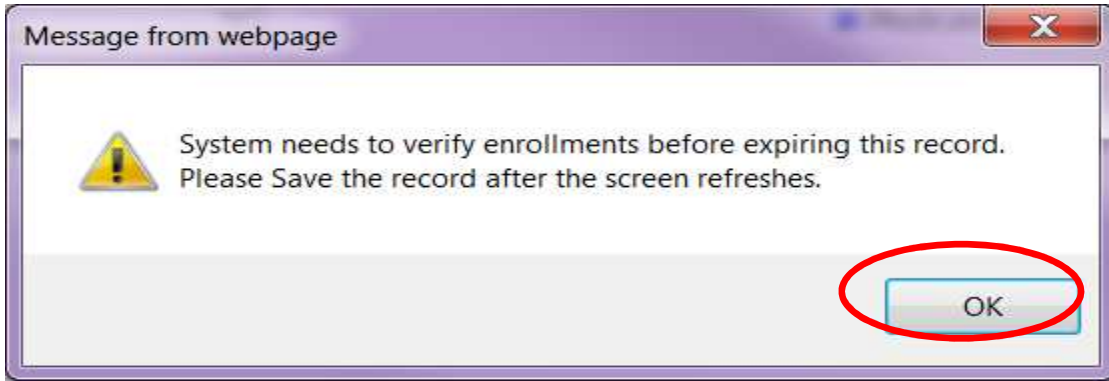 Message from webpage
System needs to verify enrollments before expiring this record.
Please Save the record after the screen refreshes.
OK